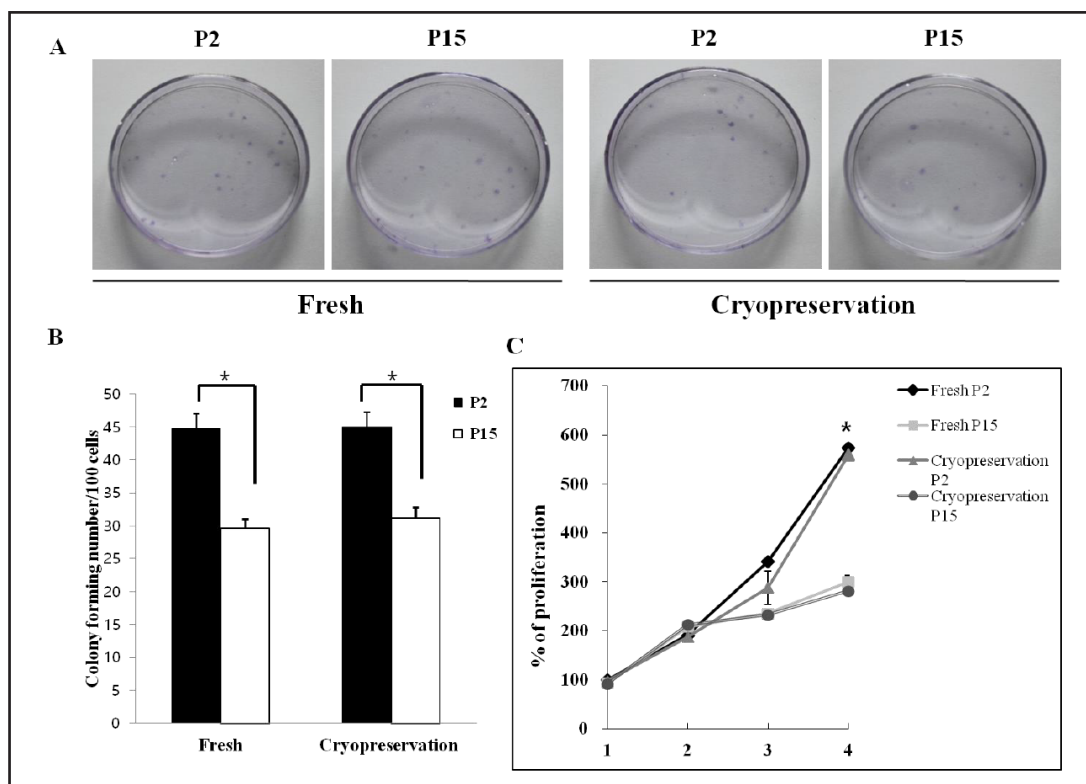 A
P2
P15
P2
P15
Fresh
Cryopreservation
B
*
*
Colony forming number/100 cells
50
45
40
35
30
25
20
15
10
5
0
P2
P15
Fresh
Cryopreservation
C
% of proliferation
700
600
500
400
300
200
100
0
1
2
3
4
*
Fresh P2
Fresh P15
Cryopreservation
P2
Cryopreservation
P15